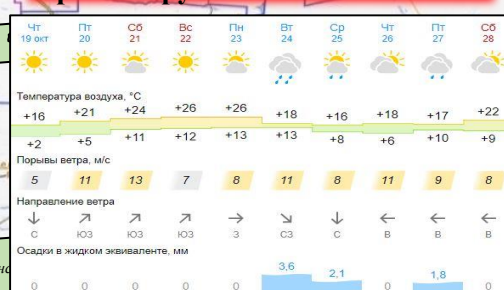 Чт Пт Сб Вс Пн Вт Ср Чт Пт Сб
19 окт 20 21 22 23 24 25 26 27 28
Температура воздуха, °C
+16 +21 +24 +26 +26 +18 +16 +18 +17 +22
+2 +5 +11 +12 +13 +13 +8 +6 +10 +9
Порывы ветра, м/с
5 11 13 7 8 11 8 11 9 8
Направление ветра
С ЮЗ ЮЗ ЮЗ З СЗ С В В В
Осадки в жидком эквиваленте, мм
0 0 0 0 0 3,6 2,1 0 1,8 0